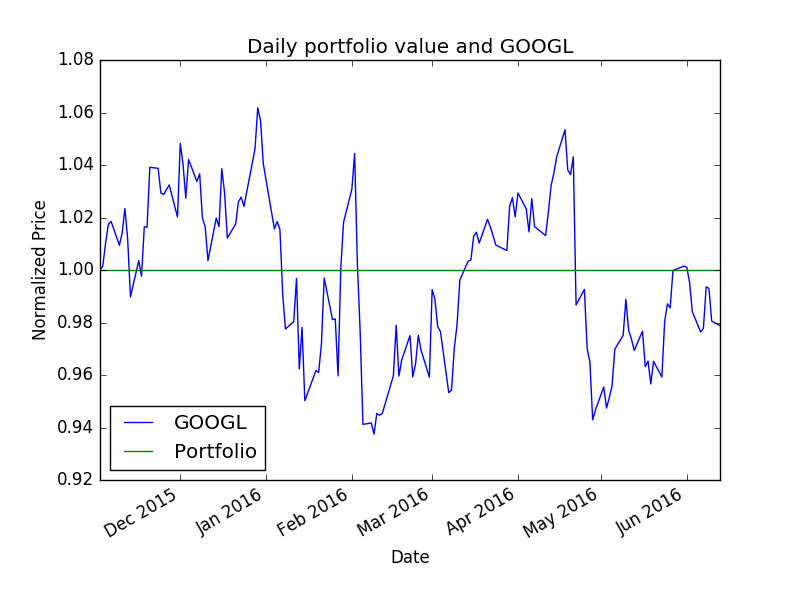 Daily portfolio value and GOOGL
1.08
1.06
1.04
1.02
1.00
0.98
0.96
0.94
0.92
Normalized Price
GOOGL
Portfolio
Dec 2015
Jan 2016
Feb 2016
Mar 2016
Apr 2016
May 2016
Jun 2016
Date